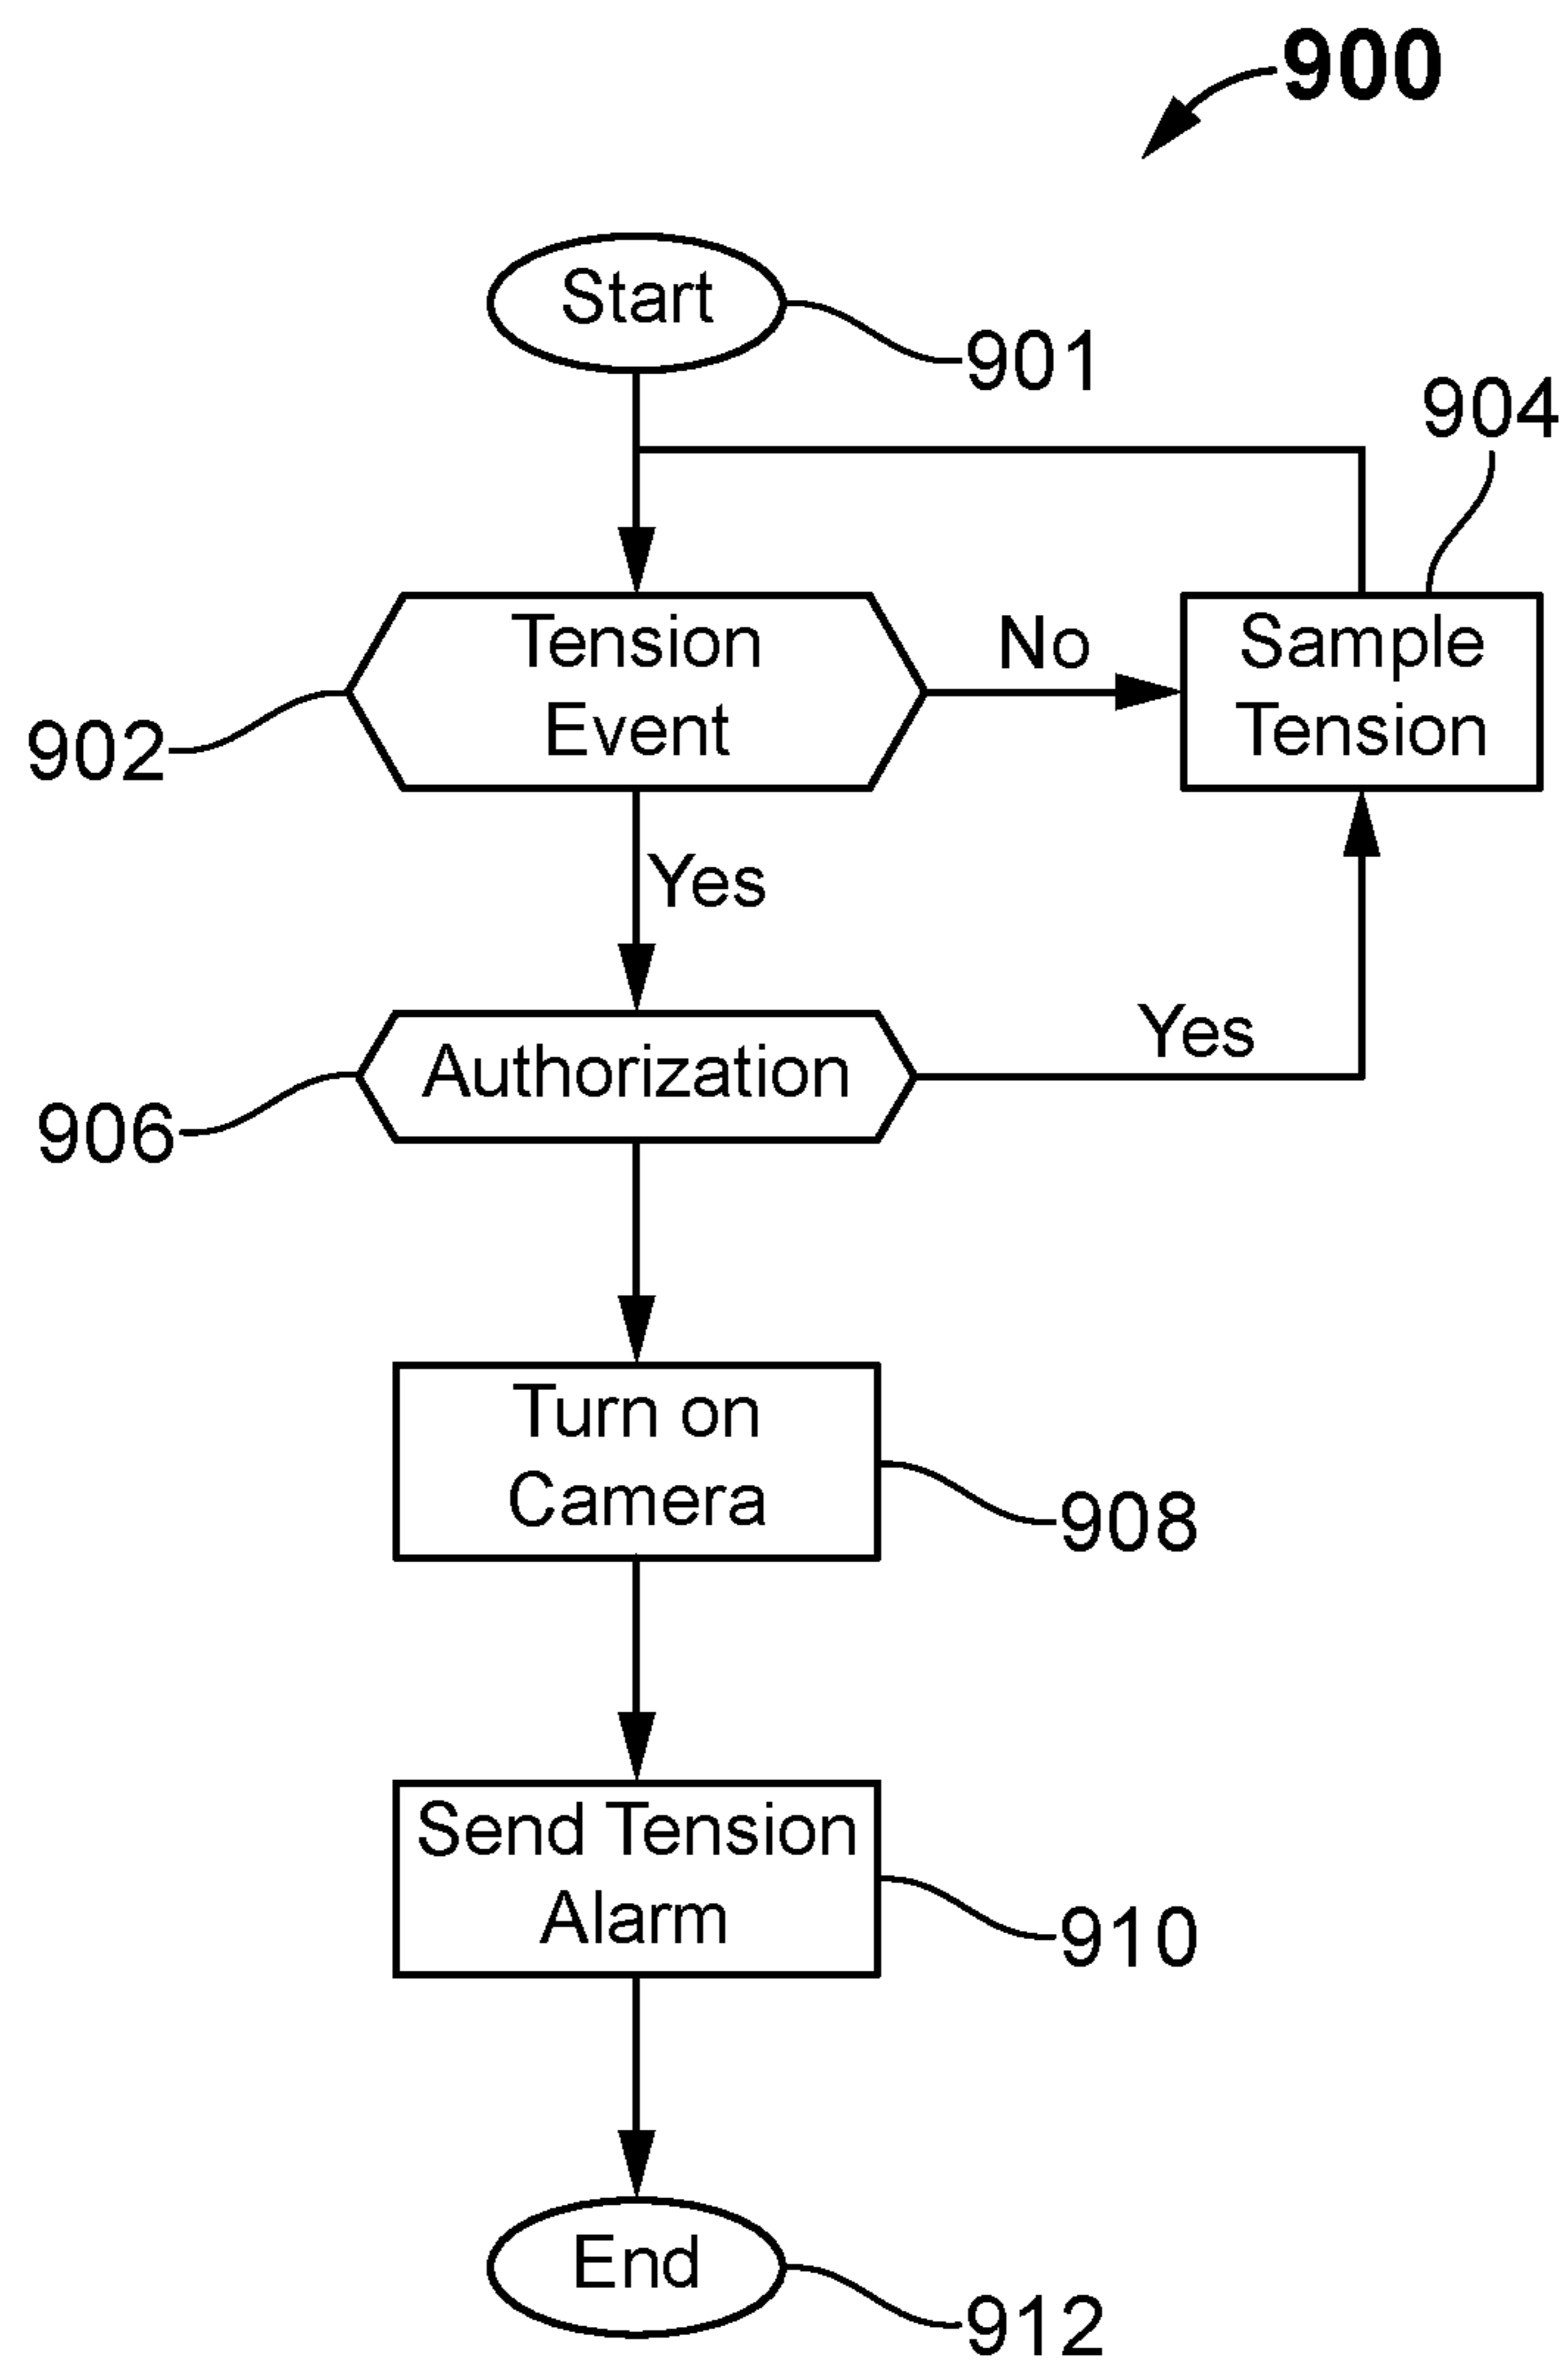 900
Start
901
904
Tension
Event
No
Sample
Tension
902
Yes
Authorization
Yes
906
Turn on
Camera
908
Send Tension
Alarm
910
End
912